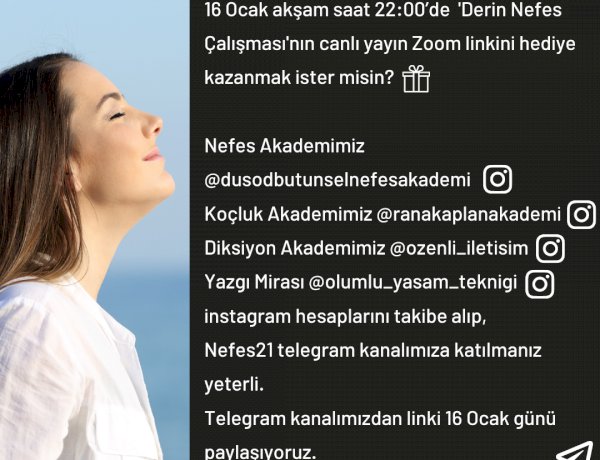 16 Ocak akşam saat 22:00’de 'Derin Nefes
Çalışması'nın canlı yayın Zoom linkini hediye
kazanmak ister misin?
Nefes Akademimiz
@dusodbutunselnefesakademi
Koçluk Akademimiz @ranakaplanakademi
Diksiyon Akademimiz @ozenli_iletisim
Yazgı Mirası @olumlu_yasam_teknigi
instagram hesaplarını takibe alıp,
Nefes21 telegram kanalımıza katılmanız
yeterli.
Telegram kanalımızdan linki 16 Ocak günü
paylaşıyoruz.